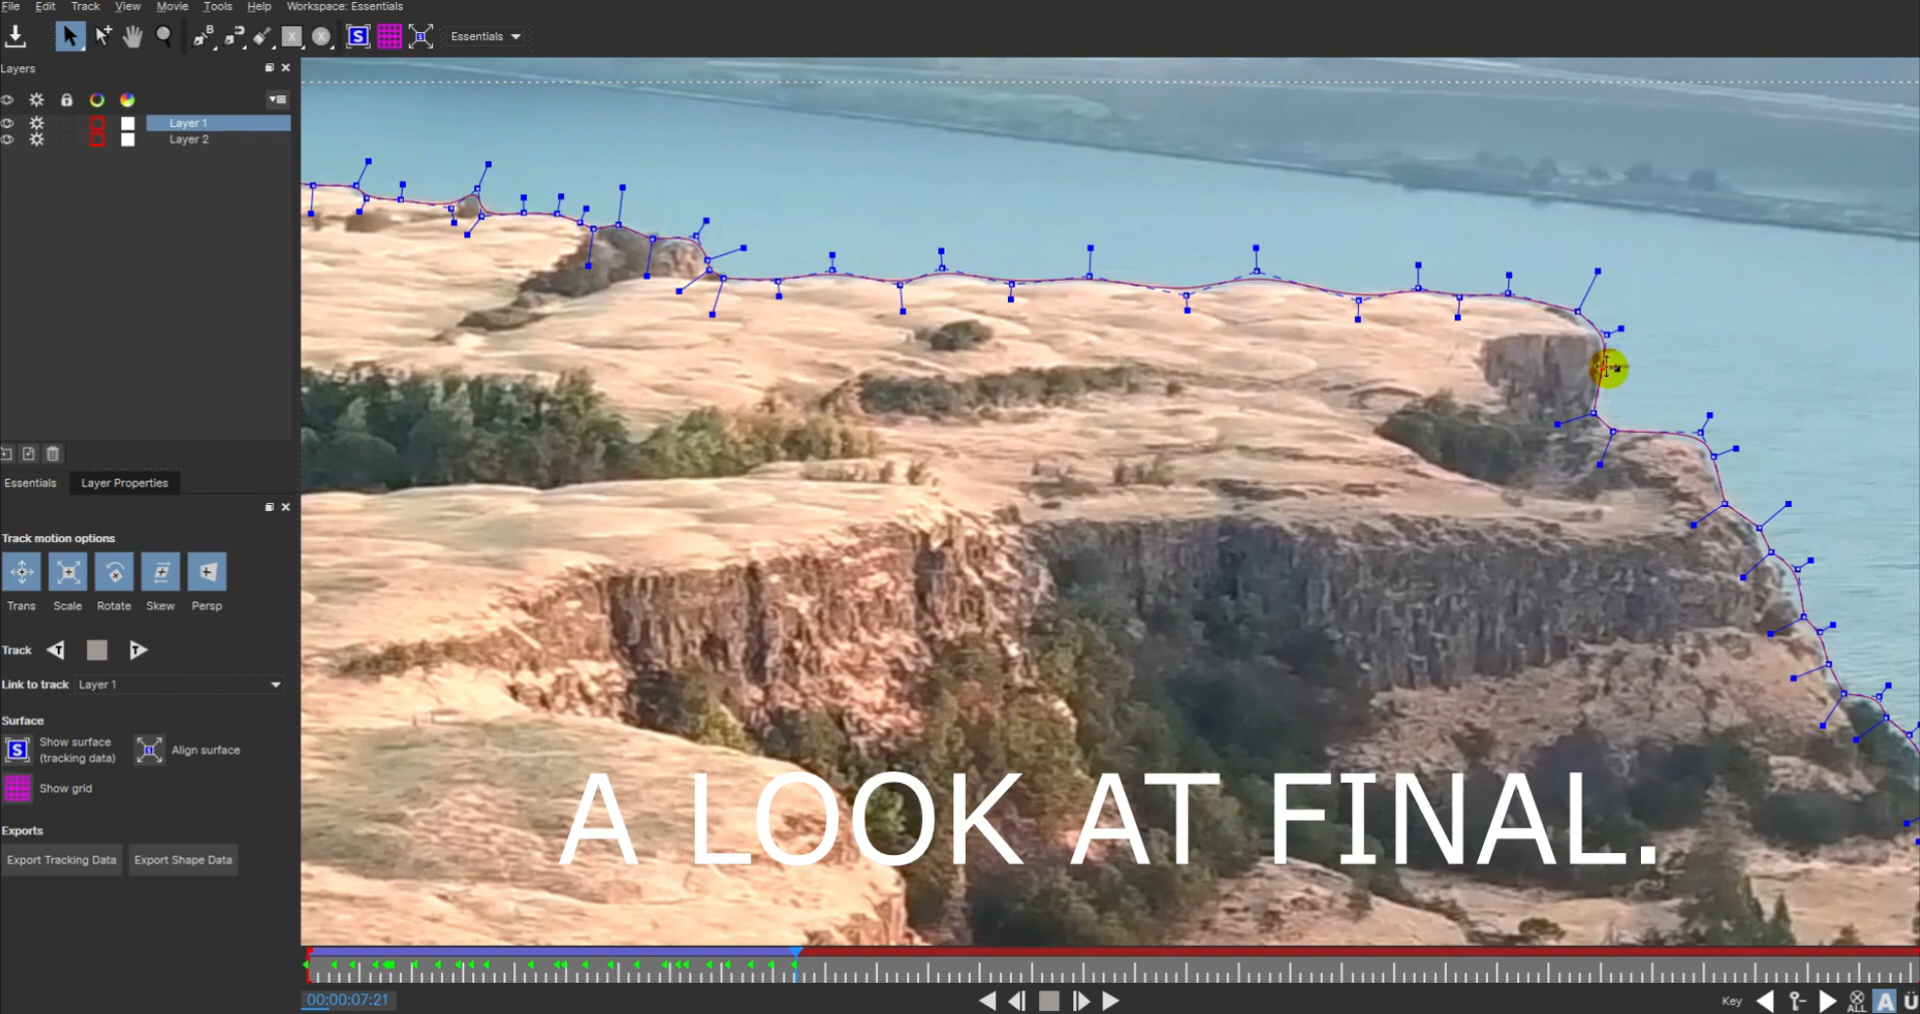 File Edit Track View Movie Tools Help Workspace: Essentials
S Essentials
Layers
Layer 1
Layer 2
Essentials Layer Properties
Track motion options
Trans Scale Rotate Skew Persp
Track T T
Link to track Layer 1
Surface
S Show surface
(tracking data)
Align surface
Show grid
Exports
Export Tracking Data Export Shape Data
A LOOK AT FINAL.
00:00:07:21
Key ALL A Ü